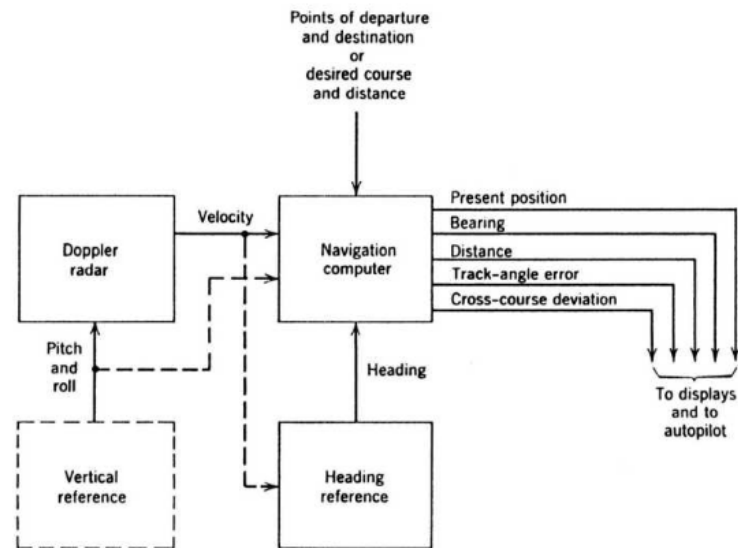 Points of departure
and destination
or
desired course
and distance
Velocity
Doppler
radar
Navigation
computer
Present position
Bearing
Distance
Track-angle error
Cross-course deviation
Pitch
and
roll
Heading
To displays
and to
autopilot
Vertical
reference
Heading
reference